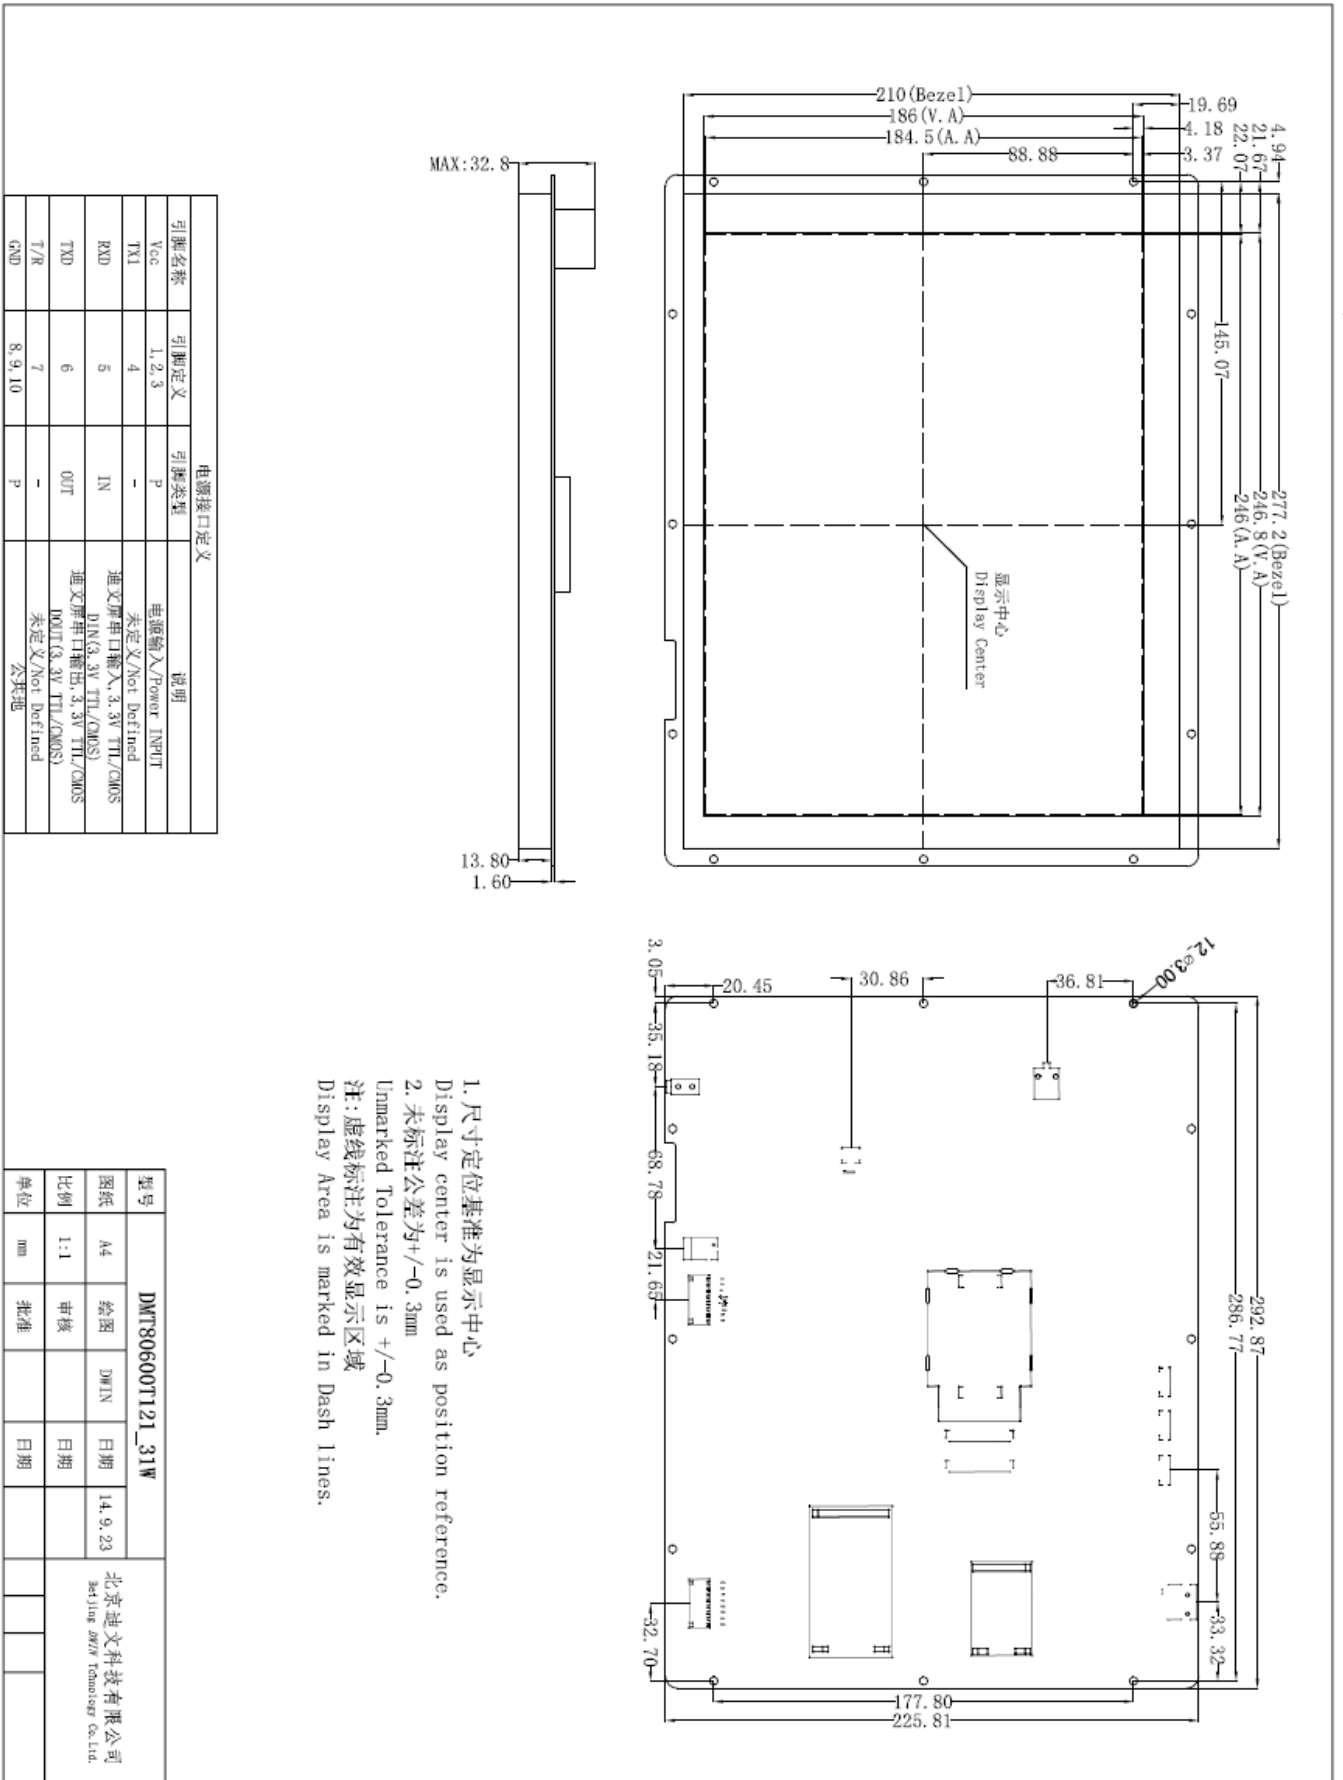 210(Bezel)
186(V.A)
184.5(A.A)
88.88
19.69
4.18
3.37
4.94
21.67
22.07
145.07
277.2(Bezel)
246.8(V.A)
246(A.A)
显示中心
Display Center
MAX:32.8
13.80
1.60
12_⌀3.00
3.05
20.45
30.86
36.81
35.18
68.78
21.65
32.70
292.87
286.77
55.88
33.32
177.80
225.81
1.尺寸定位基准为显示中心
Display center is used as position reference.
2.未标注公差为+/-0.3mm
Unmarked Tolerance is +/-0.3mm.
注:虚线标注为有效显示区域
Display Area is marked in Dash lines.
电源接口定义
引脚名称 引脚定义 引脚类型 说明
Vcc 1,2,3 P 电源输入/Power INPUT
TX1 4 - 未定义/Not Defined
RXD 5 IN 迪文屏串口输入,3.3V TTL/CMOS
DIN(3.3V TTL/CMOS)
TXD 6 OUT 迪文屏串口输出,3.3V TTL/CMOS
DOUT(3.3V TTL/CMOS)
T/R 7 - 未定义/Not Defined
GND 8,9,10 P 公共地
型号 DMT80600T121_31W
图纸 A4 绘图 DWIN 日期 14.9.23
比例 1:1 审核 日期
单位 mm 批准 日期
北京迪文科技有限公司
Beijing DWIN Co.Ltd.